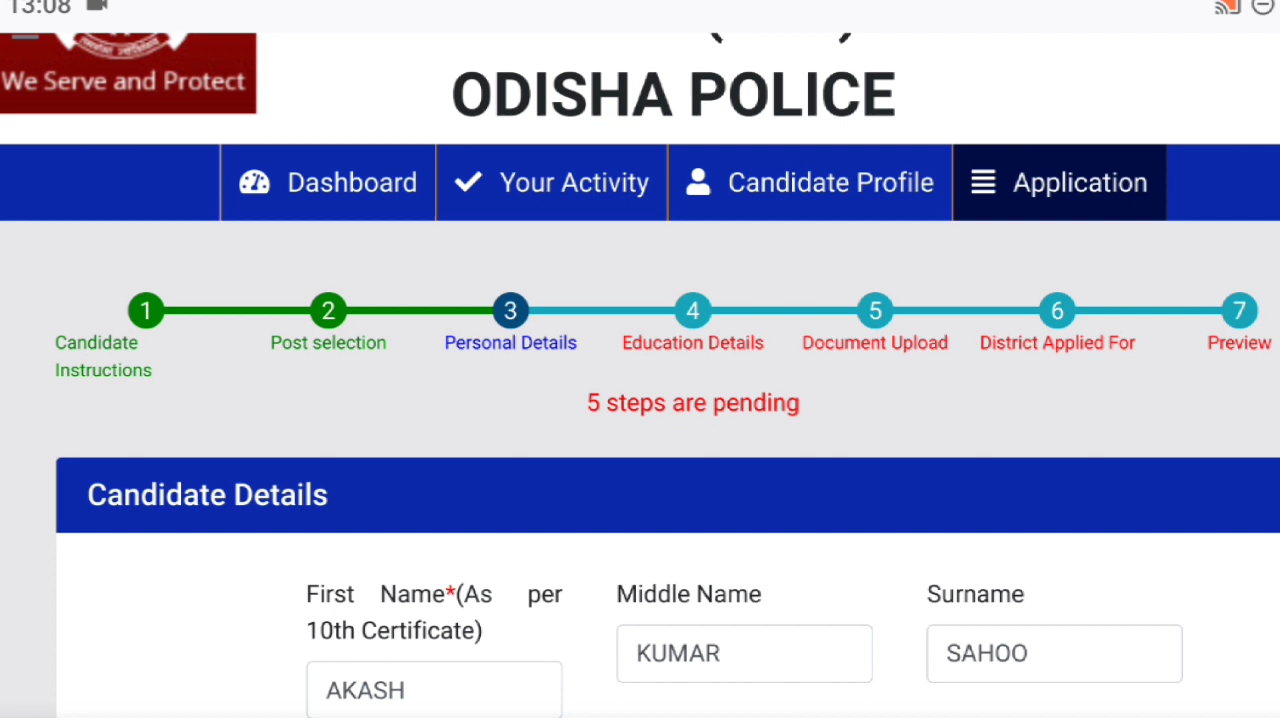 13:08
We Serve and Protect
ODISHA POLICE
Dashboard
Your Activity
Candidate Profile
Application
1
2
3
4
5
6
7
Candidate
Instructions
Post selection
Personal Details
Education Details
Document Upload
District Applied For
Preview
5 steps are pending
Candidate Details
First Name*(As per
10th Certificate)
AKASH
Middle Name
KUMAR
Surname
SAHOO